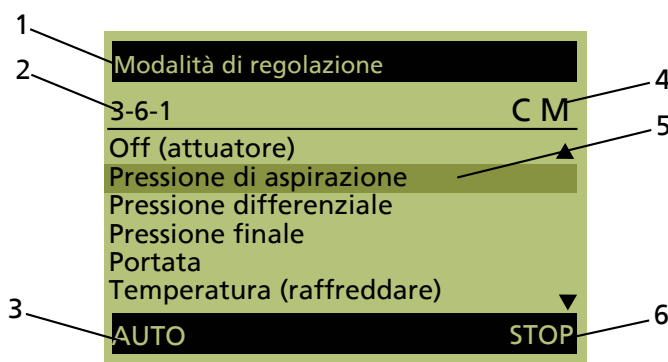 1
Modalità di regolazione
2
3-6-1 C M
4
5
Off (attuatore) ▲
Pressione di aspirazione
Pressione differenziale
Pressione finale
Portata
Temperatura (raffreddare) ▼
3
AUTO STOP
6